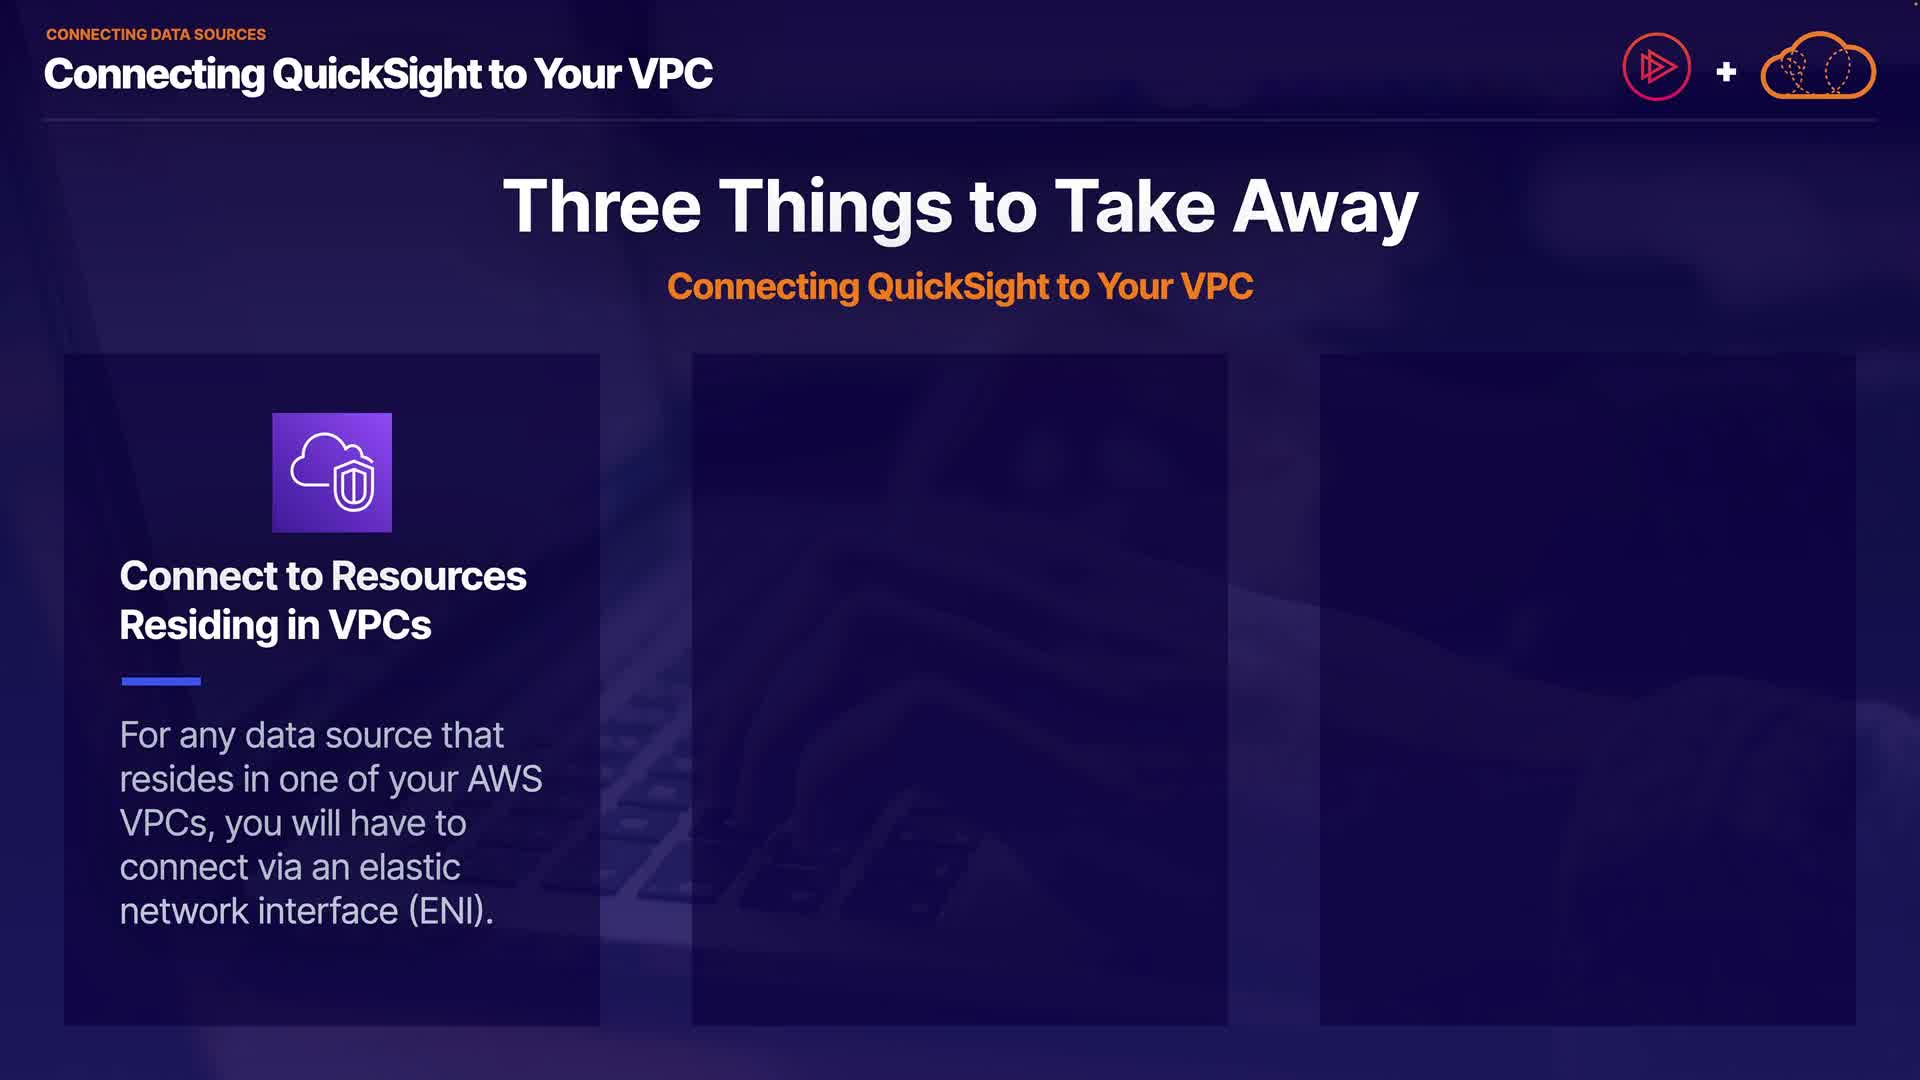 CONNECTING DATA SOURCES
Connecting QuickSight to Your VPC
+
Three Things to Take Away
Connecting QuickSight to Your VPC
Connect to Resources
Residing in VPCs
For any data source that
resides in one of your AWS
VPCs, you will have to
connect via an elastic
network interface (ENI).